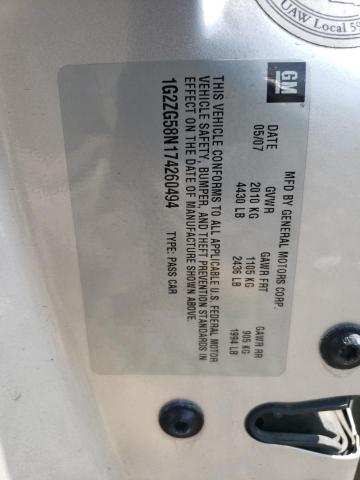 UAW Local 59
GM
MFD BY GENERAL MOTORS CORP.
DATE GVWR GAWR FRT GAWR RR
05/07 2010 KG 1105 KG 905 KG
4430 LB 2436 LB 1994 LB
THIS VEHICLE CONFORMS TO ALL APPLICABLE U.S. FEDERAL MOTOR
VEHICLE SAFETY, BUMPER, AND THEFT PREVENTION STANDARDS IN
EFFECT ON THE DATE OF MANUFACTURE SHOWN ABOVE.
1G2ZG58N174260494 TYPE: PASS CAR